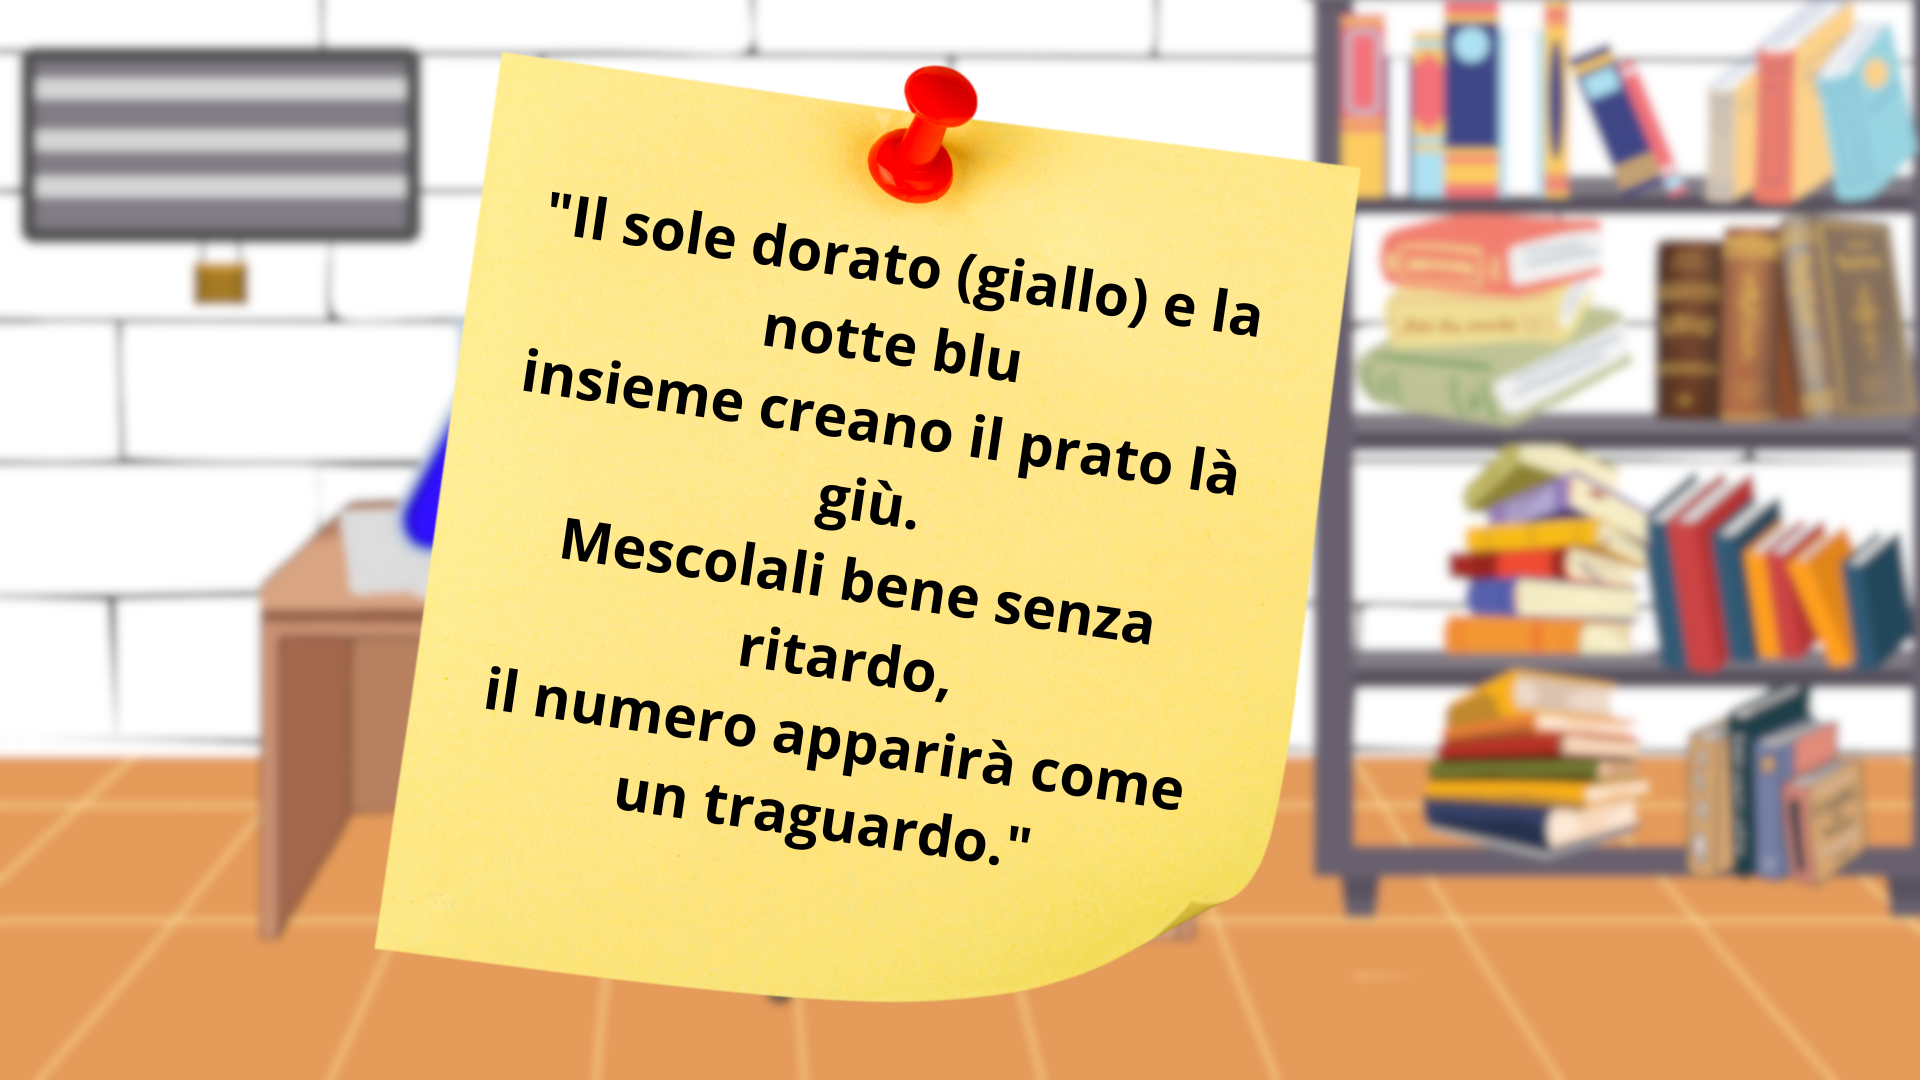 "Il sole dorato (giallo) e la
notte blu
insieme creano il prato là
giù.
Mescolali bene senza
ritardo,
il numero apparirà come
un traguardo."